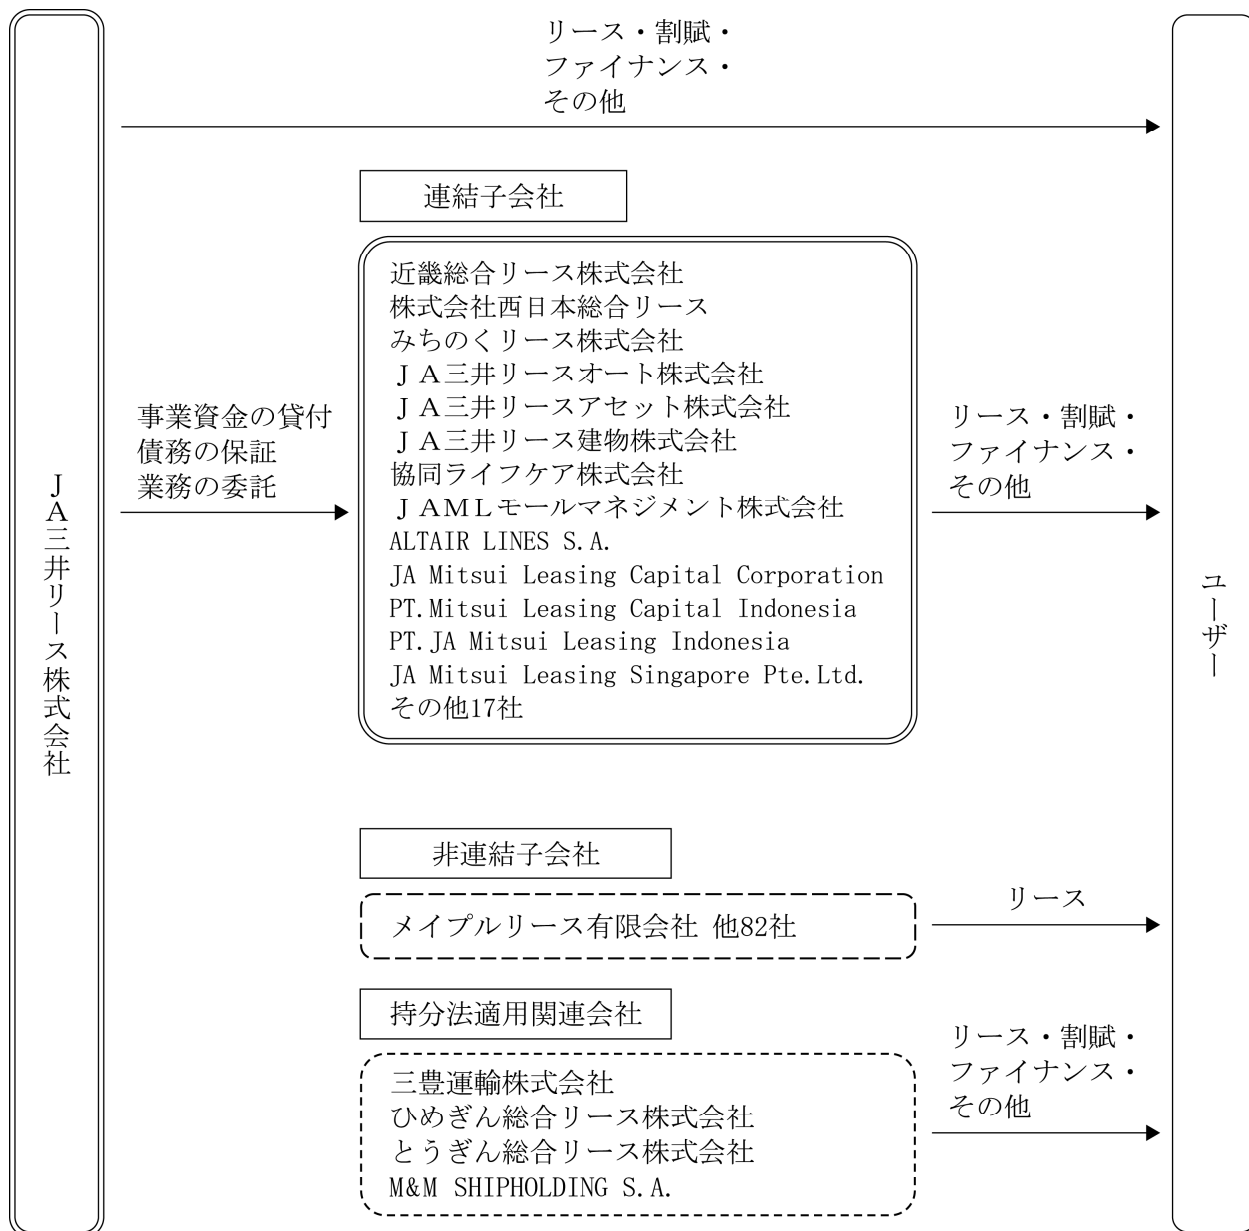 リース・割賦・
ファイナンス・
その他
連結子会社
近畿総合リース株式会社
株式会社西日本総合リース
みちのくリース株式会社
ＪＡ三井リースオート株式会社
ＪＡ三井リースアセット株式会社
ＪＡ三井リース建物株式会社
協同ライフケア株式会社
ＪＡＭＬモールマネジメント株式会社
ALTAIR LINES S.A.
JA Mitsui Leasing Capital Corporation
PT.Mitsui Leasing Capital Indonesia
PT.JA Mitsui Leasing Indonesia
JA Mitsui Leasing Singapore Pte.Ltd.
その他17社
事業資金の貸付
債務の保証
業務の委託
リース・割賦・
ファイナンス・
その他
ＪＡ三井リース株式会社
ユーザー
非連結子会社
メイプルリース有限会社 他82社
リース
持分法適用関連会社
三豊運輸株式会社
ひめぎん総合リース株式会社
とうぎん総合リース株式会社
M&M SHIPHOLDING S.A.
リース・割賦・
ファイナンス・
その他